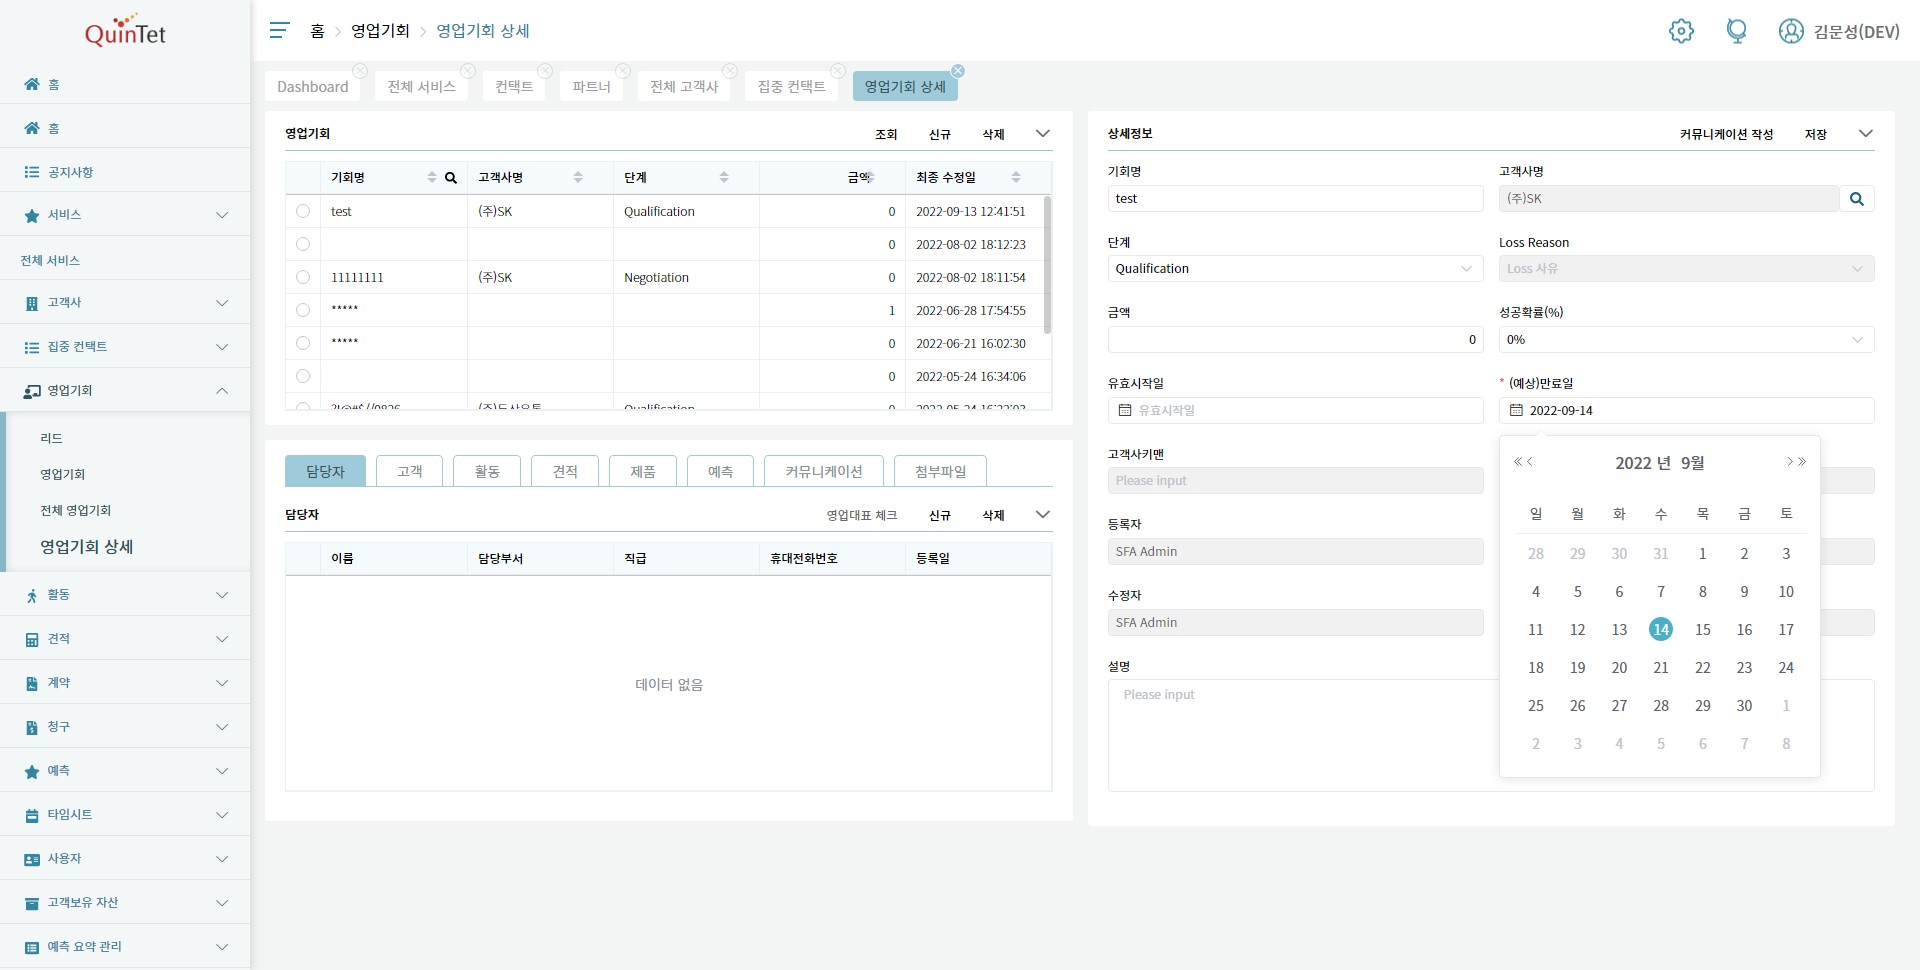 QuinTet
홈
홈
공지사항
서비스
전체 서비스
고객사
집중 컨택트
영업기회
리드
영업기회
전체 영업기회
영업기회 상세
활동
견적
계약
청구
예측
타임시트
사용자
고객보유 자산
예측 요약 관리
홈 영업기회 영업기회 상세
김문성(DEV)
Dashboard 전체 서비스 컨택트 파트너 전체 고객사 집중 컨택트 영업기회 상세
영업기회 조회 신규 삭제
기회명 고객사명 단계 금액 최종 수정일
test (주)SK Qualification 0 2022-09-13 12:41:51
0 2022-08-02 18:12:23
11111111 (주)SK Negotiation 0 2022-08-02 18:11:54
***** 1 2022-06-28 17:54:55
***** 0 2022-06-21 16:02:30
0 2022-05-24 16:34:06
Qualification 0
담당자 고객 활동 견적 제품 예측 커뮤니케이션 첨부파일
담당자 영업대표 체크 신규 삭제
이름 담당부서 직급 휴대전화번호 등록일
데이터 없음
상세정보 커뮤니케이션 작성 저장
기회명 고객사명
test (주)SK
단계 Loss Reason
Qualification Loss 사유
금액 성공확률(%)
0 0%
유효시작일 * (예상)만료일
유효시작일 2022-09-14
고객사키맨
Please input
등록자
SFA Admin
수정자
SFA Admin
설명
Please input
2022 년 9월
일 월 화 수 목 금 토
28 29 30 31 1 2 3
4 5 6 7 8 9 10
11 12 13 14 15 16 17
18 19 20 21 22 23 24
25 26 27 28 29 30 1
2 3 4 5 6 7 8